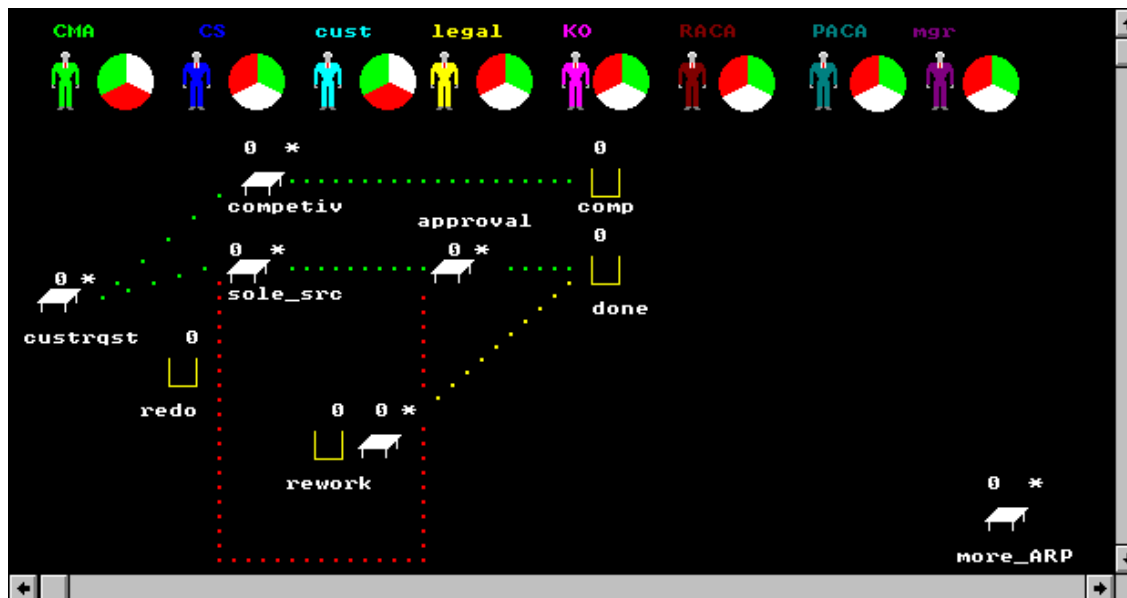 CMA CS cust legal KO RACA PACA mgr
0 * 0
competiv comp
approval
0 * 0 * 0
0 *
sole_src
done
custrqst 0
redo 0 0 *
rework
0 *
more_ARP